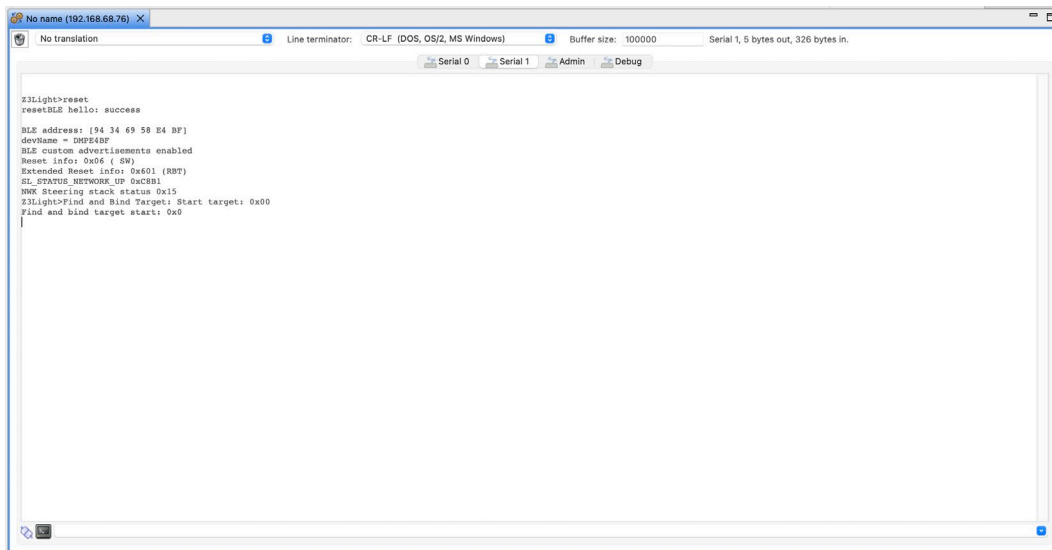 No name (192.168.68.76)
No translation Line terminator: CR-LF (DOS, OS/2, MS Windows) Buffer size: 100000 Serial 1, 5 bytes out, 326 bytes in.
Serial 0 Serial 1 Admin Debug
Z3Light>reset
resetBLE hello: success
BLE address: [94 34 69 58 E4 BF]
devName = DMPE4BF
BLE custom advertisements enabled
Reset info: 0x06 ( SW)
Extended Reset info: 0x601 (RBT)
SL_STATUS_NETWORK_UP 0xC8B1
NWK Steering stack status 0x15
Z3Light>Find and Bind Target: Start target: 0x00
Find and bind target start: 0x0